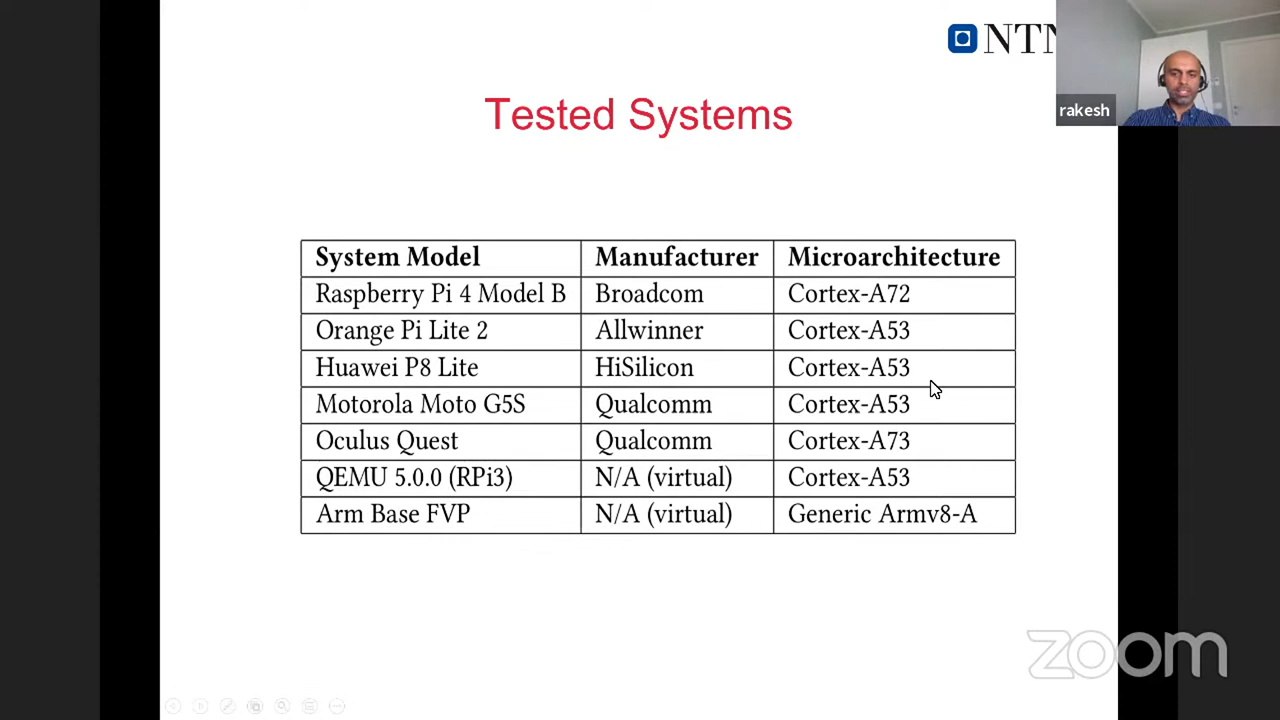 NTN
rakesh
Tested Systems
System Model Manufacturer Microarchitecture
Raspberry Pi 4 Model B Broadcom Cortex-A72
Orange Pi Lite 2 Allwinner Cortex-A53
Huawei P8 Lite HiSilicon Cortex-A53
Motorola Moto G5S Qualcomm Cortex-A53
Oculus Quest Qualcomm Cortex-A73
QEMU 5.0.0 (RPi3) N/A (virtual) Cortex-A53
Arm Base FVP N/A (virtual) Generic Armv8-A
zoom